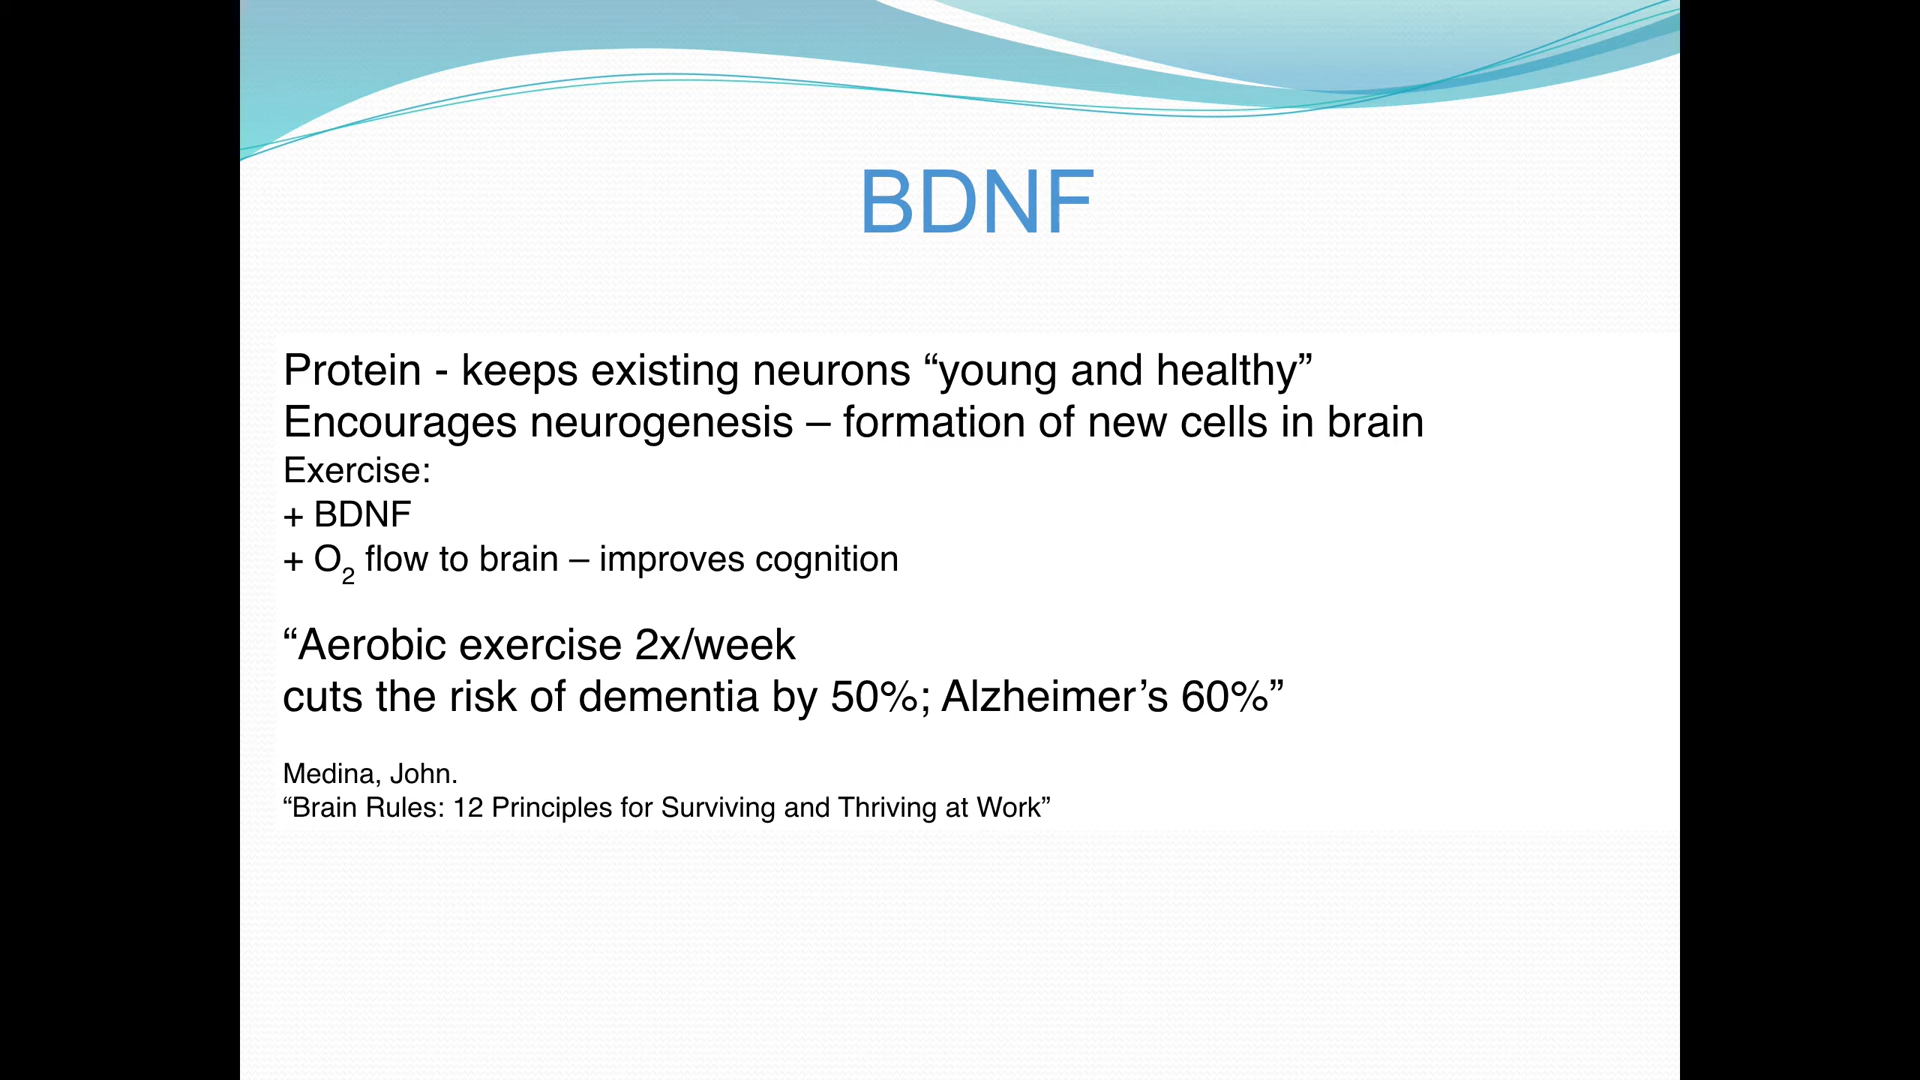 BDNF
Protein - keeps existing neurons “young and healthy”
Encourages neurogenesis – formation of new cells in brain
Exercise:
+ BDNF
+ O₂ flow to brain – improves cognition
“Aerobic exercise 2x/week
cuts the risk of dementia by 50%; Alzheimer’s 60%”
Medina, John.
“Brain Rules: 12 Principles for Surviving and Thriving at Work”